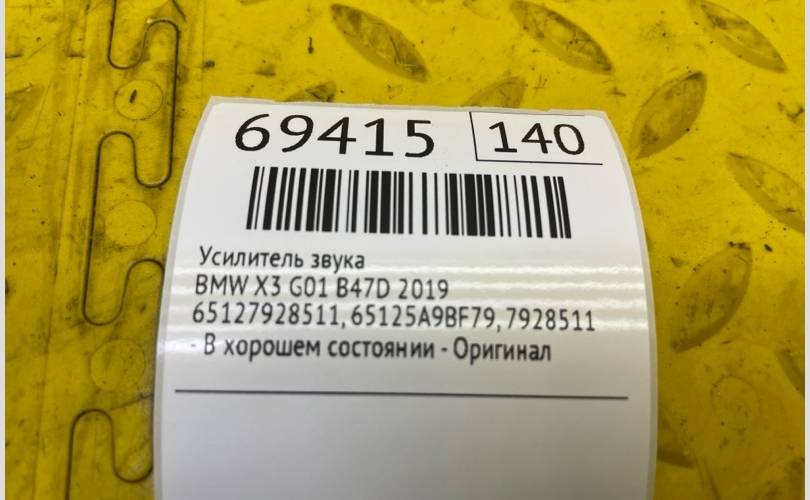 69415 140
Усилитель звука
BMW X3 G01 B47D 2019
65127928511, 65125A9BF79, 7928511
- В хорошем состоянии - Оригинал